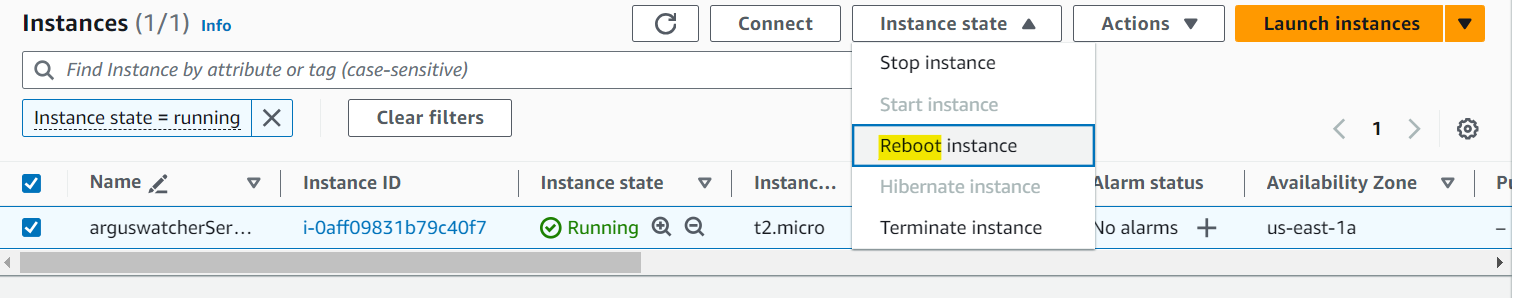 Instances (1/1) Info Connect Instance state Actions Launch instances
Find Instance by attribute or tag (case-sensitive)
Stop instance
Start instance
Instance state = running Clear filters
1
Reboot instance
Hibernate instance
Terminate instance
Name Instance ID Instance state Instanc... Alarm status Availability Zone
arguswatcherSer... i-0aff09831b79c40f7 Running t2.micro No alarms us-east-1a –